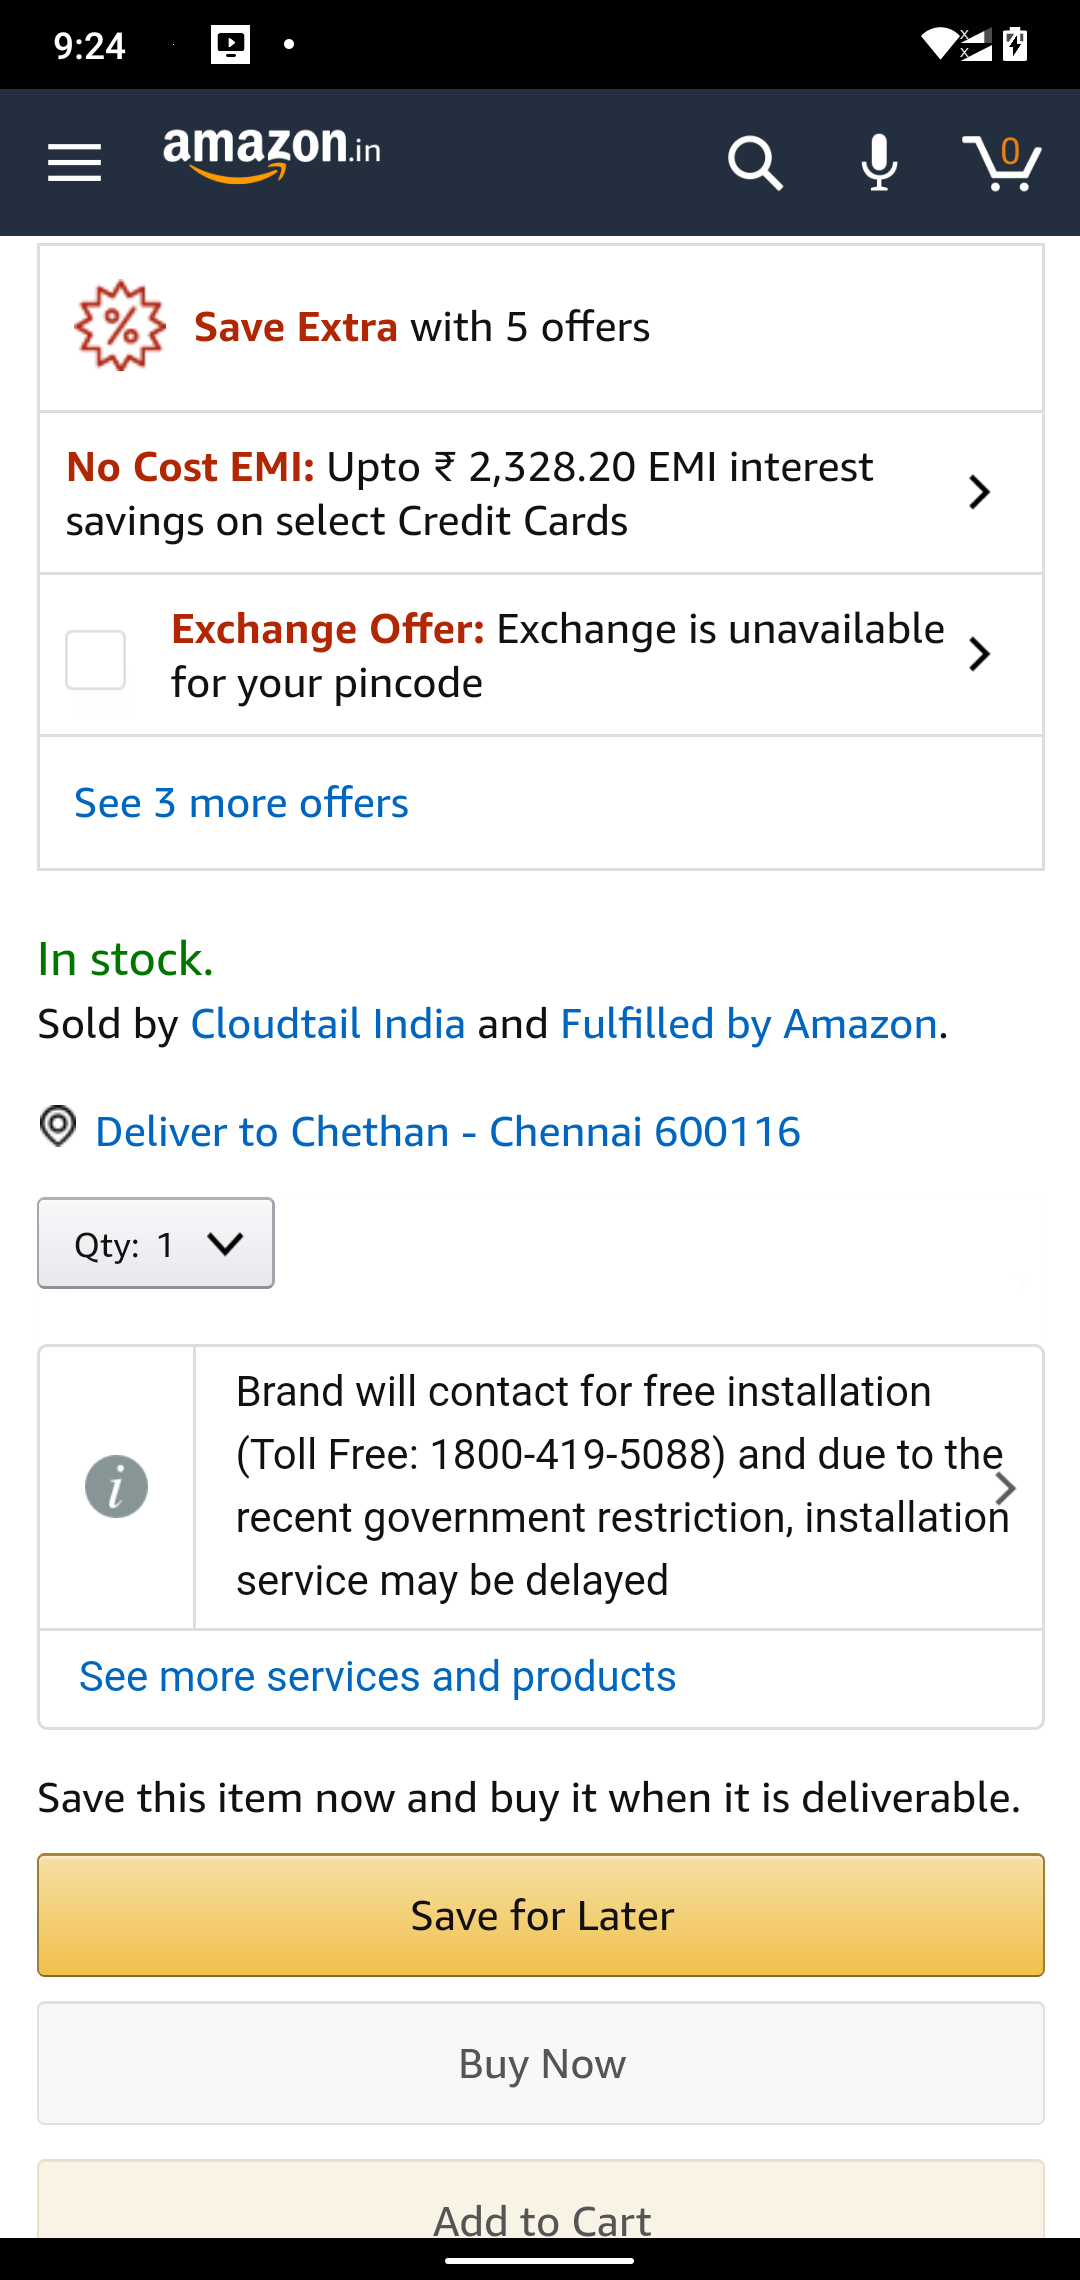 9:24
amazon.in
0
Save Extra with 5 offers
No Cost EMI: Upto ₹ 2,328.20 EMI interest
savings on select Credit Cards
Exchange Offer: Exchange is unavailable
for your pincode
See 3 more offers
In stock.
Sold by Cloudtail India and Fulfilled by Amazon.
Deliver to Chethan - Chennai 600116
Qty: 1
Brand will contact for free installation
(Toll Free: 1800-419-5088) and due to the
recent government restriction, installation
service may be delayed
See more services and products
Save this item now and buy it when it is deliverable.
Save for Later
Buy Now
Add to Cart